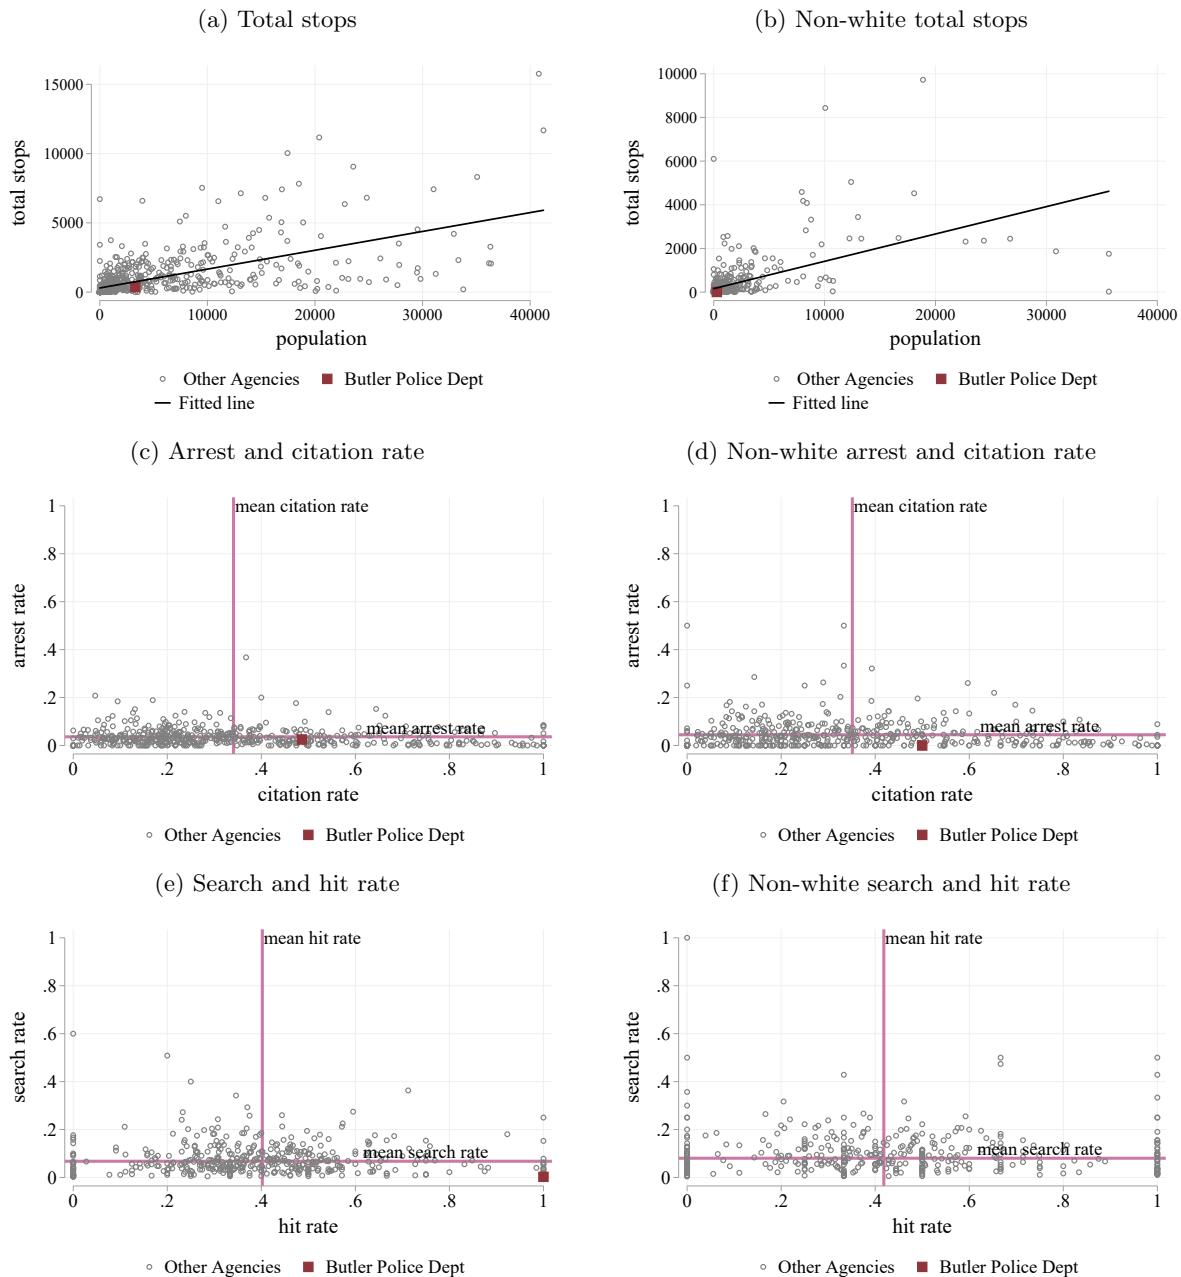 (a) Total stops
(b) Non-white total stops
total stops
15000
10000
5000
0
0 10000 20000 30000 40000
population
Other Agencies Butler Police Dept
Fitted line
total stops
10000
8000
6000
4000
2000
0
0 10000 20000 30000 40000
population
Other Agencies Butler Police Dept
Fitted line
(c) Arrest and citation rate
(d) Non-white arrest and citation rate
arrest rate
1
.8
.6
.4
.2
0
mean citation rate
mean arrest rate
0 .2 .4 .6 .8 1
citation rate
Other Agencies Butler Police Dept
arrest rate
1
.8
.6
.4
.2
0
mean citation rate
mean arrest rate
0 .2 .4 .6 .8 1
citation rate
Other Agencies Butler Police Dept
(e) Search and hit rate
(f) Non-white search and hit rate
search rate
1
.8
.6
.4
.2
0
mean hit rate
mean search rate
0 .2 .4 .6 .8 1
hit rate
Other Agencies Butler Police Dept
search rate
1
.8
.6
.4
.2
0
mean hit rate
mean search rate
0 .2 .4 .6 .8 1
hit rate
Other Agencies Butler Police Dept